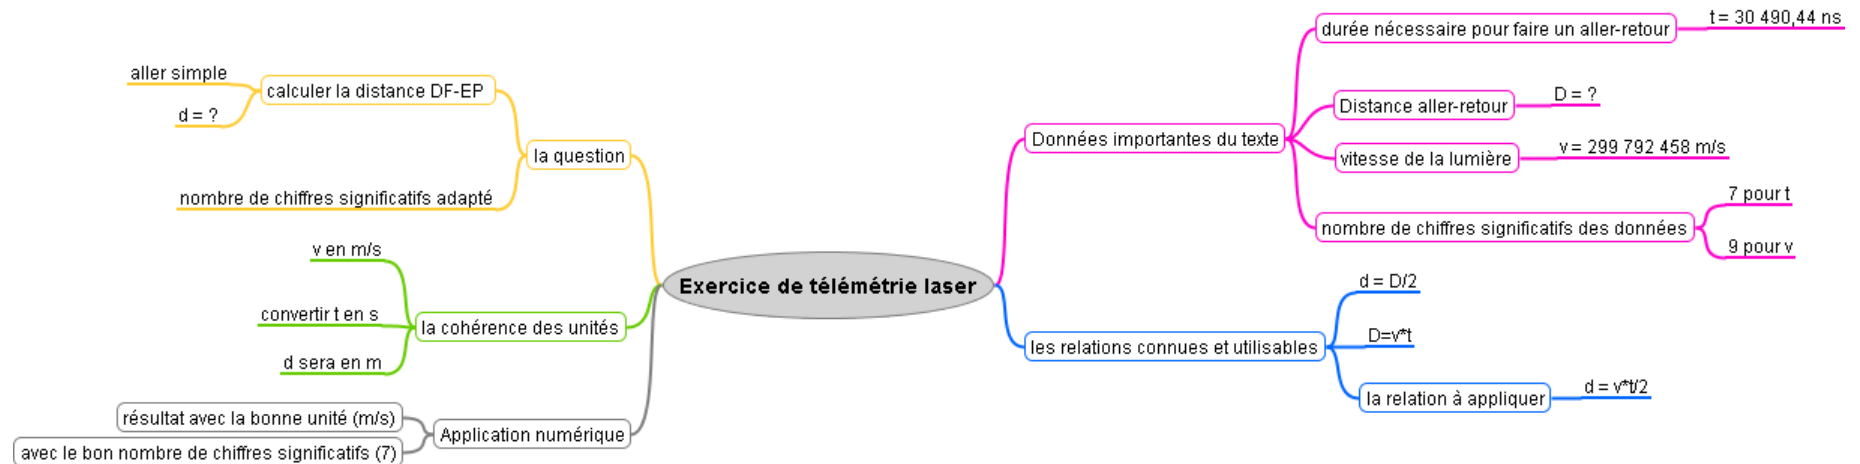 Exercice de télémétrie laser
la question
calculer la distance DF-EP
aller simple
d = ?
nombre de chiffres significatifs adapté
la cohérence des unités
v en m/s
convertir t en s
d sera en m
Application numérique
résultat avec la bonne unité (m/s)
avec le bon nombre de chiffres significatifs (7)
Données importantes du texte
durée nécessaire pour faire un aller-retour
t = 30 490,44 ns
Distance aller-retour
D = ?
vitesse de la lumière
v = 299 792 458 m/s
nombre de chiffres significatifs des données
7 pour t
9 pour v
les relations connues et utilisables
d = D/2
D=v*t
la relation à appliquer
d = v*t/2